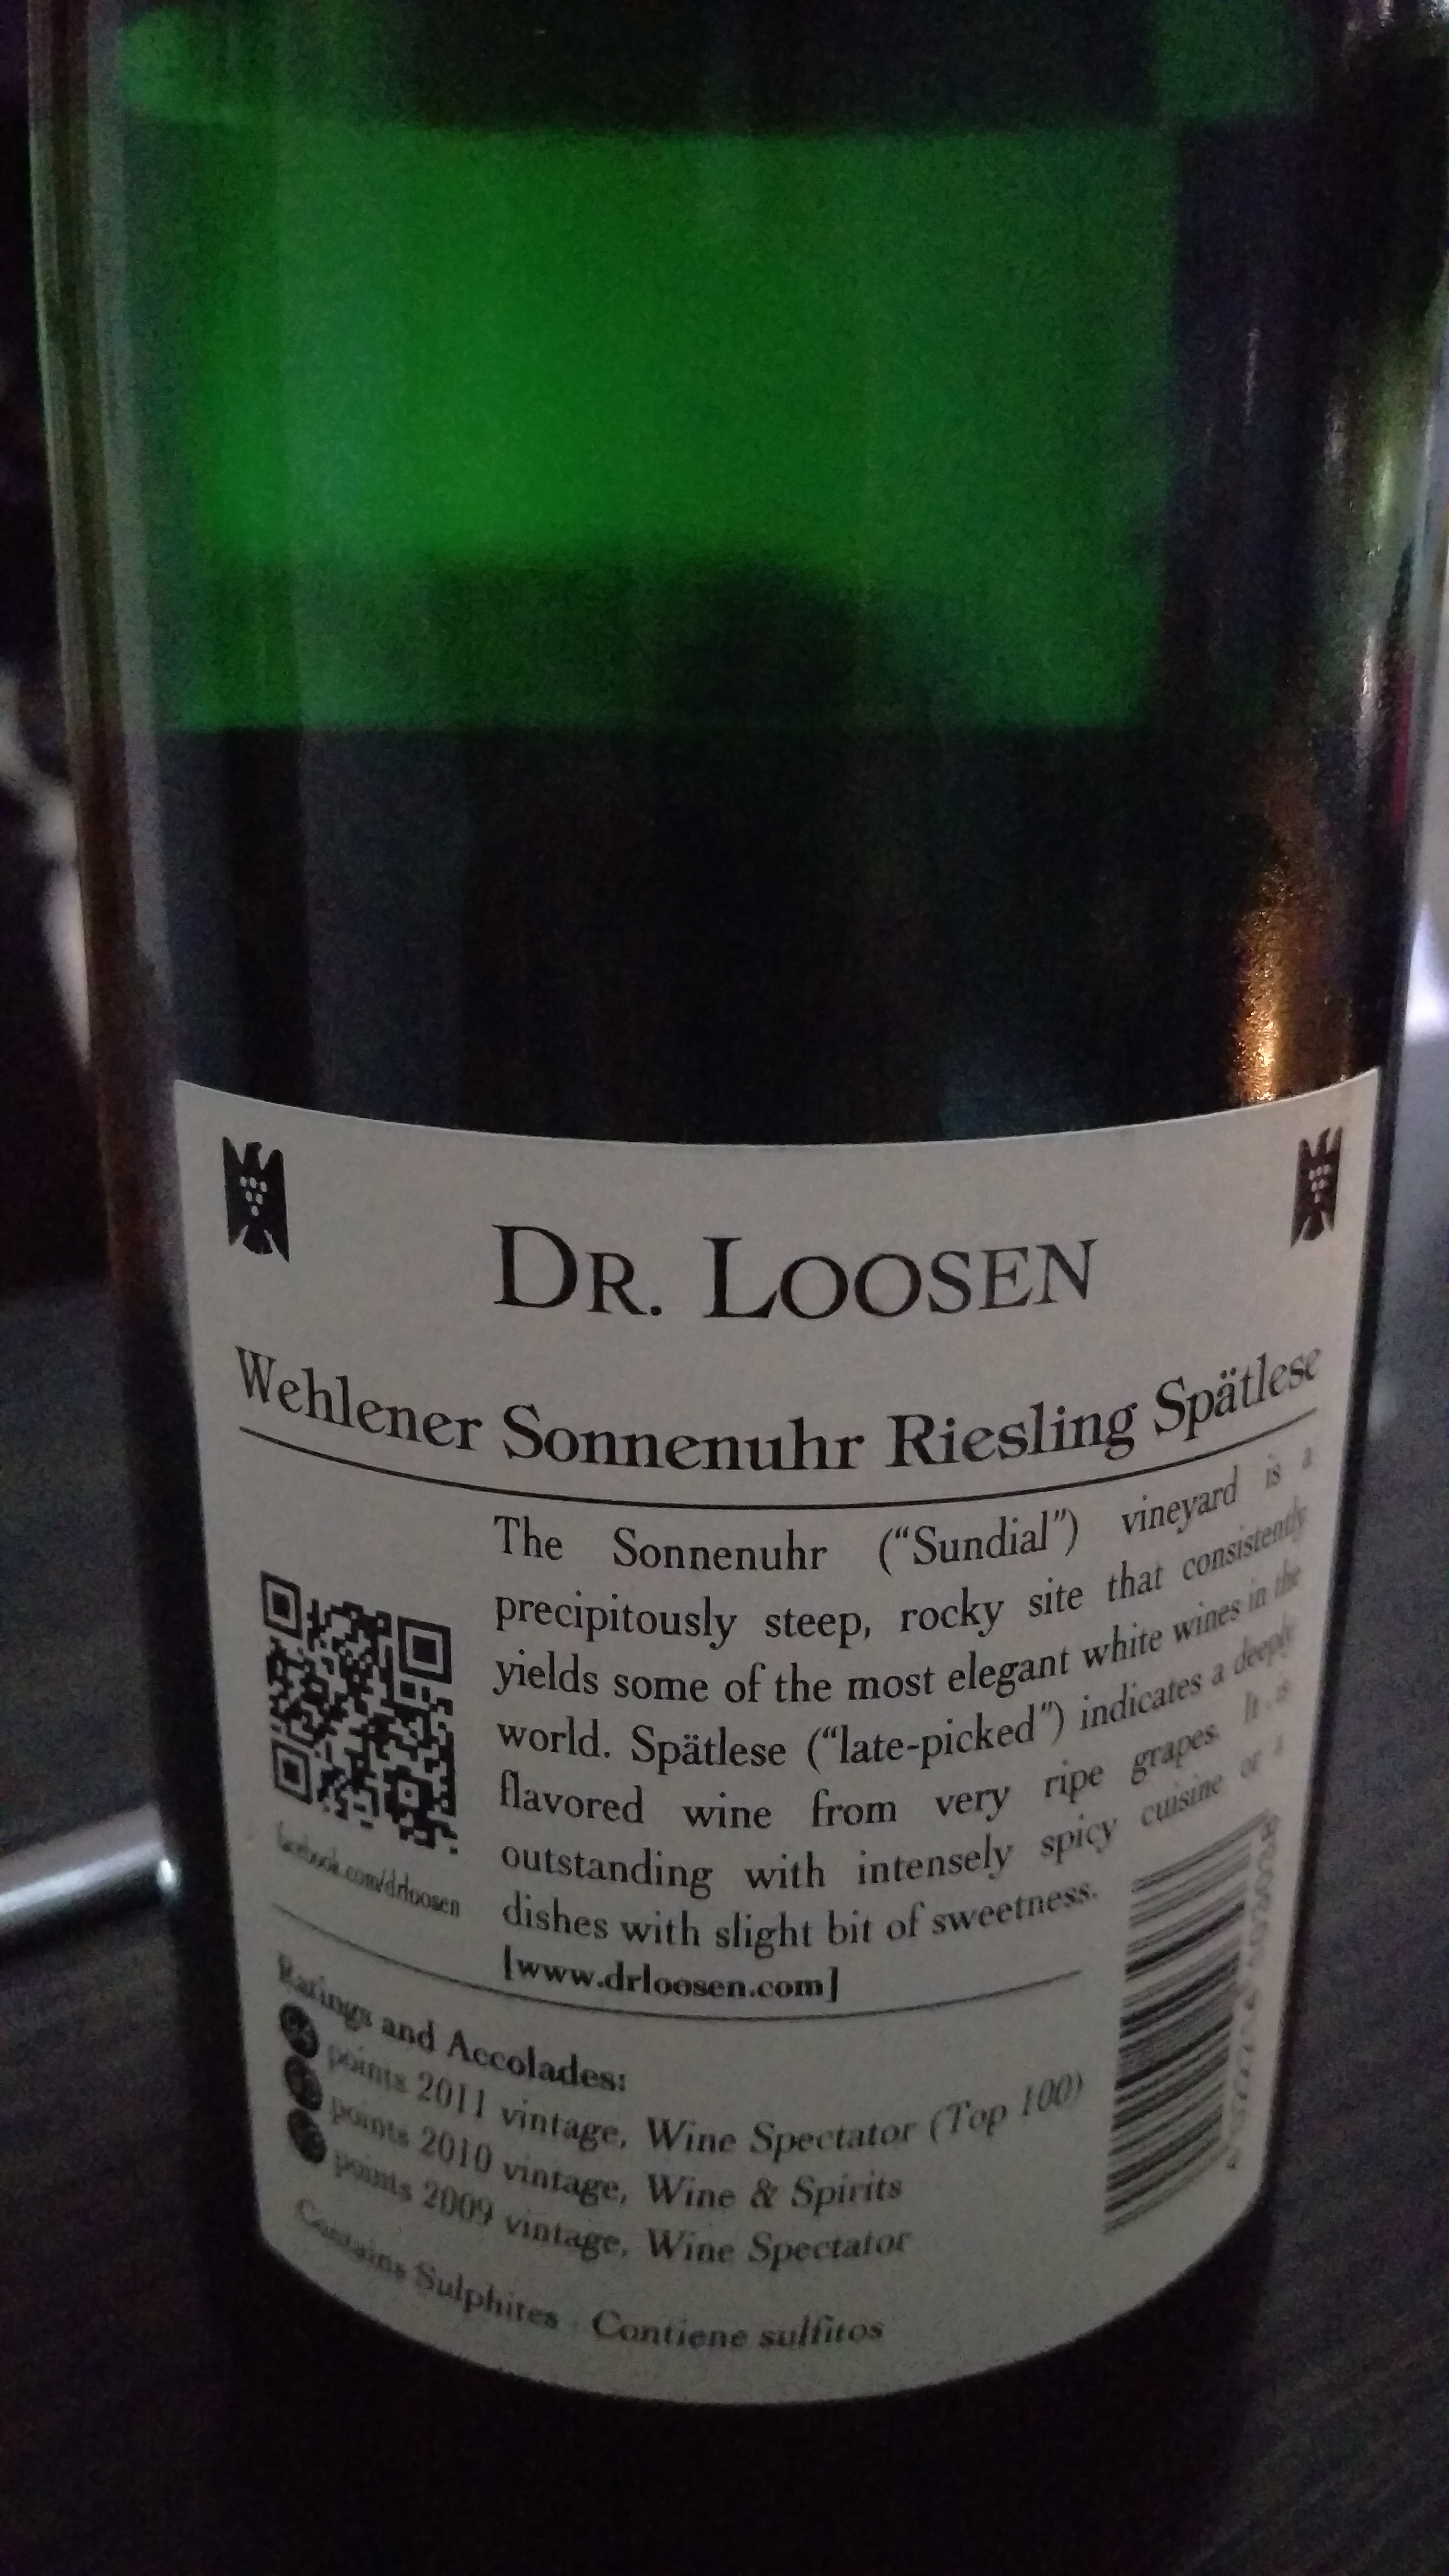 DR. LOOSEN
Wehlener Sonnenuhr Riesling Spätlese
The Sonnenuhr (“Sundial”) vineyard is a
precipitously steep, rocky site that consistently
yields some of the most elegant white wines in the
world. Spätlese (“late-picked”) indicates a deeply
flavored wine from very ripe grapes. It is
outstanding with intensely spicy cuisine or a
dishes with slight bit of sweetness.
[www.drloosen.com]
facebook.com/drloosen
Ratings and Accolades:
points 2011 vintage, Wine Spectator (Top 100)
points 2010 vintage, Wine & Spirits
points 2009 vintage, Wine Spectator
Contains Sulphites · Contiene sulfitos